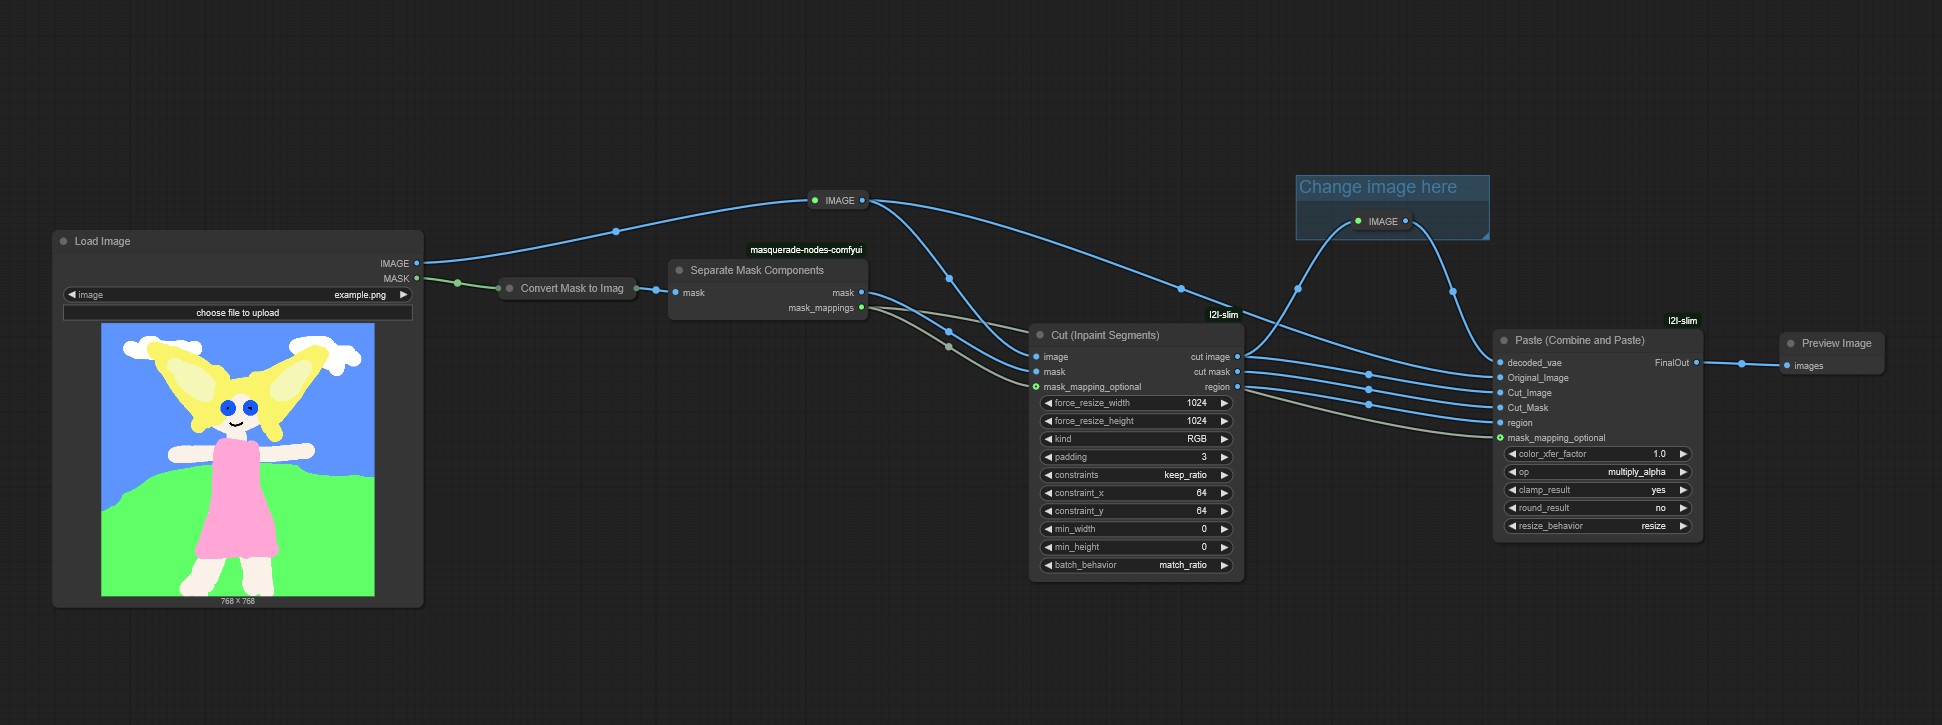 Load Image
IMAGE
MASK
image example.png
choose file to upload
768 x 768
Convert Mask to Imag
IMAGE
masquerade-nodes-comfyui
Separate Mask Components
mask mask
mask_mappings
I2I-slim
Cut (Inpaint Segments)
image cut image
mask cut mask
mask_mapping_optional region
force_resize_width 1024
force_resize_height 1024
kind RGB
padding 3
constraints keep_ratio
constraint_x 64
constraint_y 64
min_width 0
min_height 0
batch_behavior match_ratio
Change image here
IMAGE
I2I-slim
Paste (Combine and Paste)
decoded_vae FinalOut
Original_Image
Cut_Image
Cut_Mask
region
mask_mapping_optional
color_xfer_factor 1.0
op multiply_alpha
clamp_result yes
round_result no
resize_behavior resize
Preview Image
images